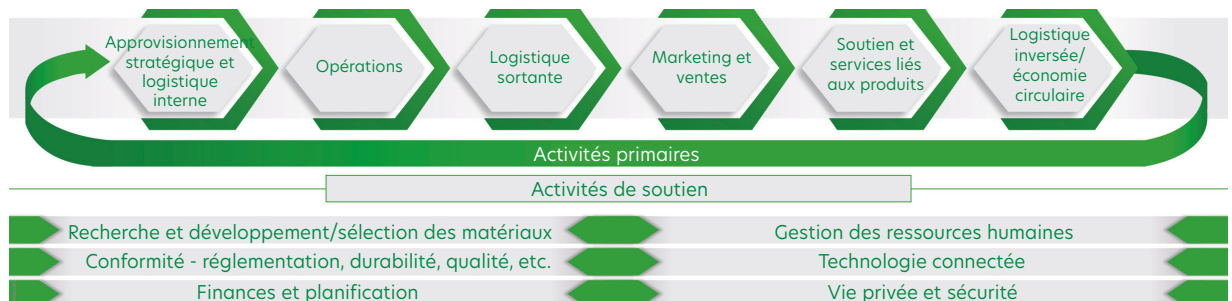 Approvisionnement
stratégique et
logistique
interne
Opérations
Logistique
sortante
Marketing et
ventes
Soutien et
services liés
aux produits
Logistique
inversée/
économie
circulaire
Activités primaires
Activités de soutien
Recherche et développement/sélection des matériaux
Gestion des ressources humaines
Conformité - réglementation, durabilité, qualité, etc.
Technologie connectée
Finances et planification
Vie privée et sécurité